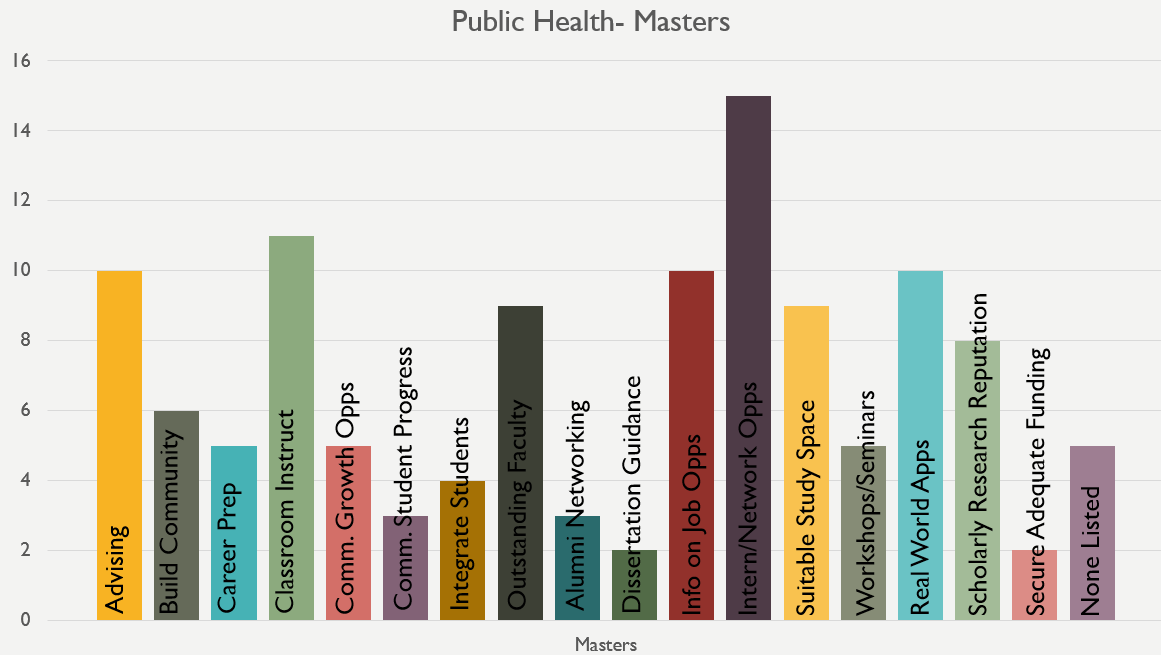 Public Health- Masters
16
14
12
10
8
6
4
2
0
Advising
Build Community
Career Prep
Classroom Instruct
Comm. Growth Opps
Comm. Student Progress
Integrate Students
Outstanding Faculty
Alumni Networking
Dissertation Guidance
Info on Job Opps
Intern/Network Opps
Suitable Study Space
Workshops/Seminars
Real World Apps
Scholarly Research Reputation
Secure Adequate Funding
None Listed
Masters